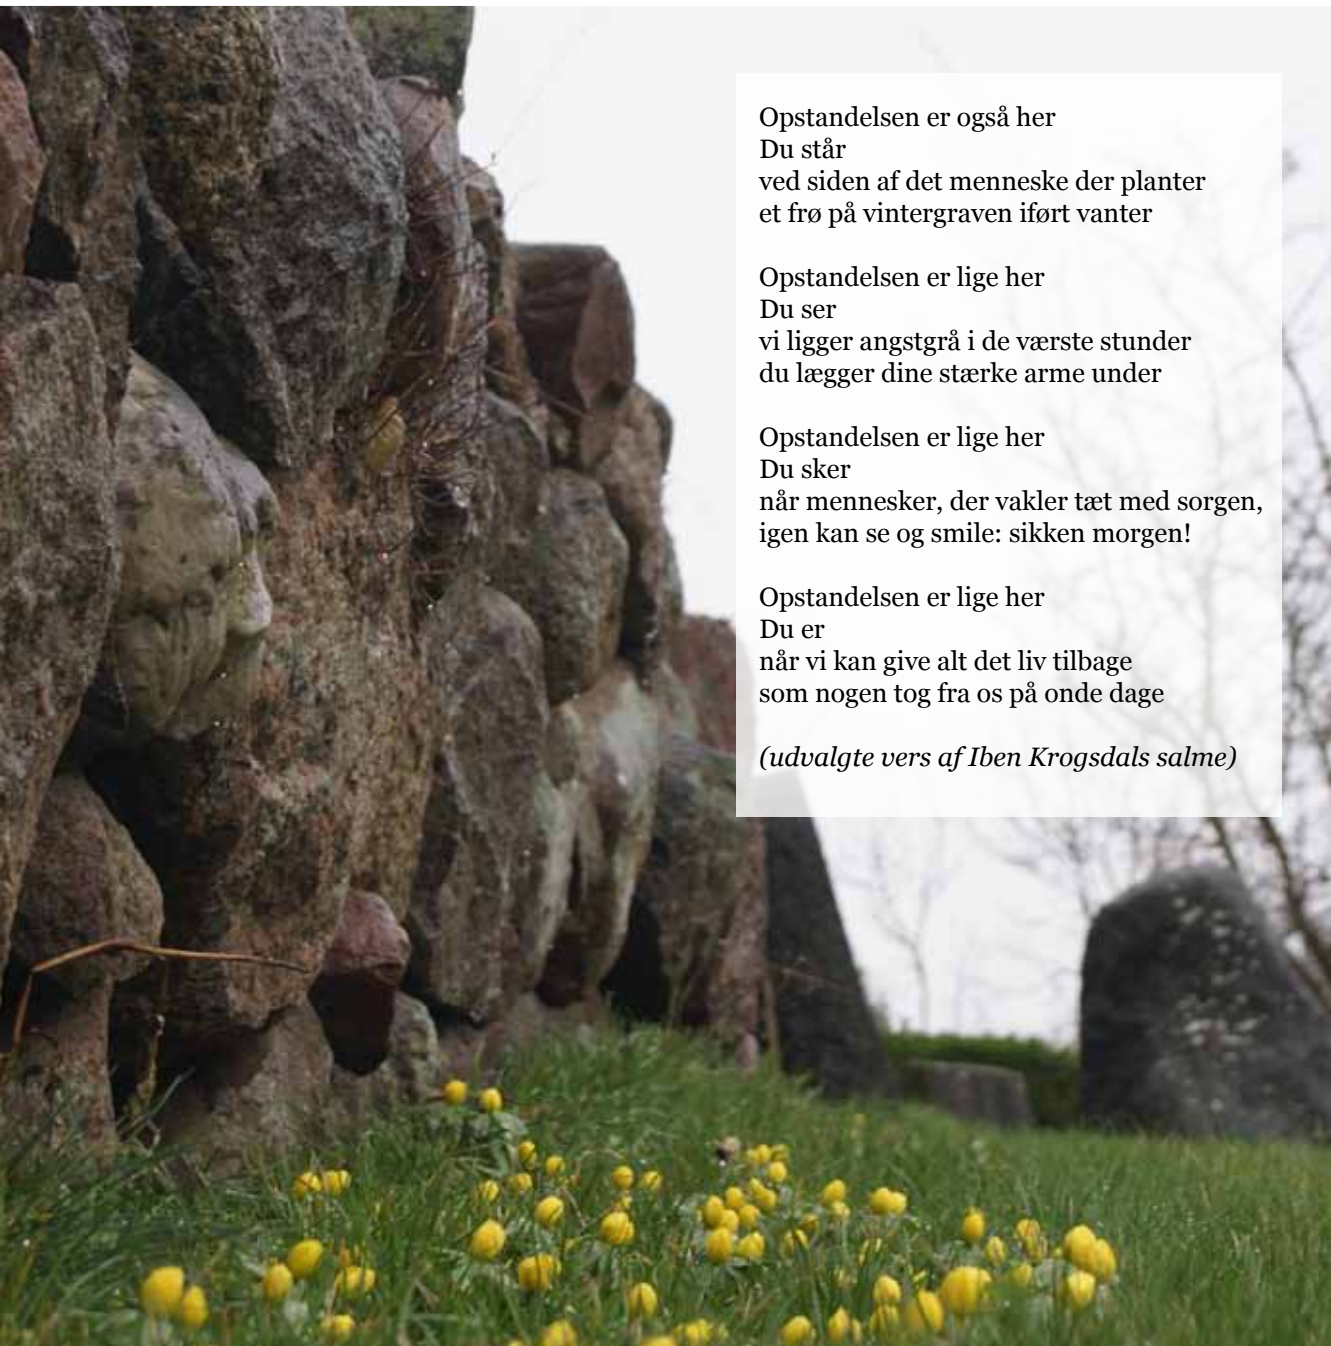 Opstandelsen er også her
Du står
ved siden af det menneske der planter
et frø på vintergraven iført vanter

Opstandelsen er lige her
Du ser
vi ligger angstgrå i de værste stunder
du lægger dine stærke arme under

Opstandelsen er lige her
Du sker
når mennesker, der vakler tæt med sorgen,
igen kan se og smile: sikken morgen!

Opstandelsen er lige her
Du er
når vi kan give alt det liv tilbage
som nogen tog fra os på onde dage

(udvalgte vers af Iben Krogsdals salme)